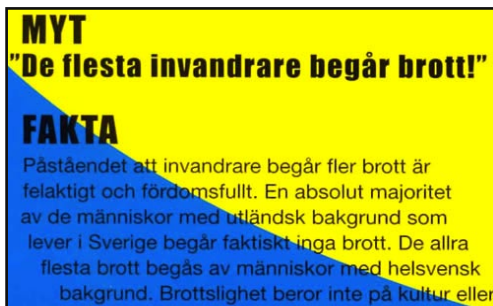 MYT
"De flesta invandrare begår brott!"
FAKTA
Påståendet att invandrare begår fler brott är
felaktigt och fördomsfullt. En absolut majoritet
av de människor med utländsk bakgrund som
lever i Sverige begår faktiskt inga brott. De allra
flesta brott begås av människor med helsvensk
bakgrund. Brottslighet beror inte på kultur eller